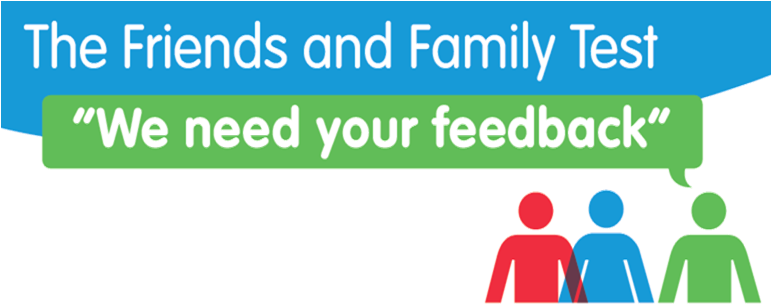 The Friends and Family Test
“We need your feedback”